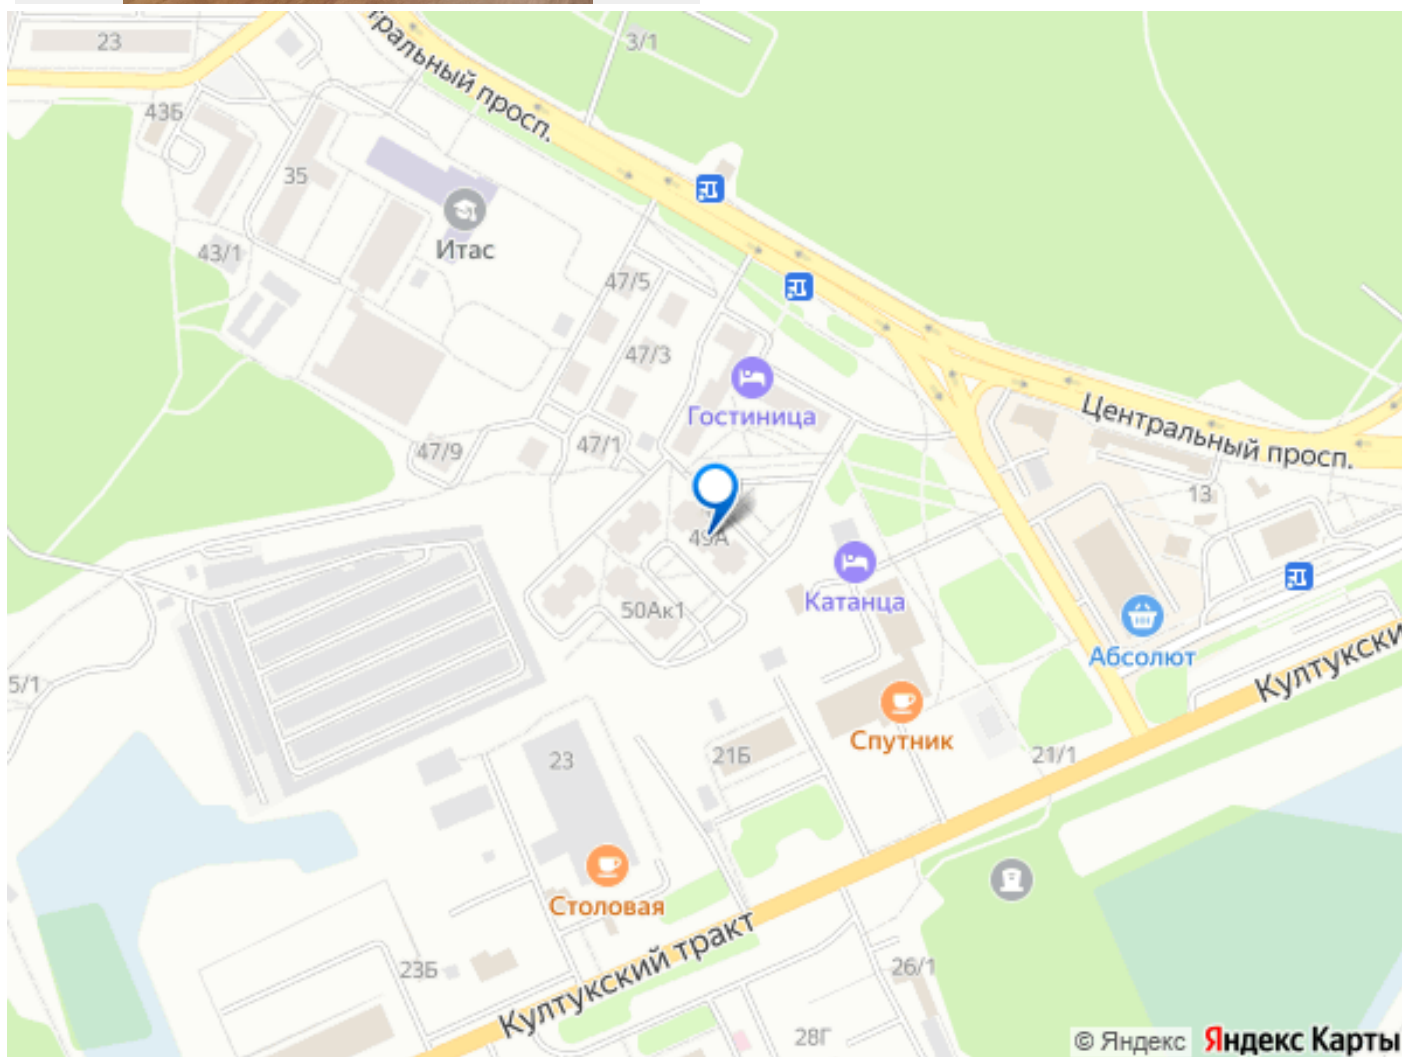 23
3/1
тральный просп.
43Б
35
Итас
43/1
47/5
47/3
Гостиница
Центральный просп.
47/9
47/1
13
49А
Катанца
50Ак1
Абсолют
5/1
Култукски
Спутник
23
21Б
21/1
Столовая
Култукский тракт
23Б
26/1
28Г
© Яндекс Яндекс Карты